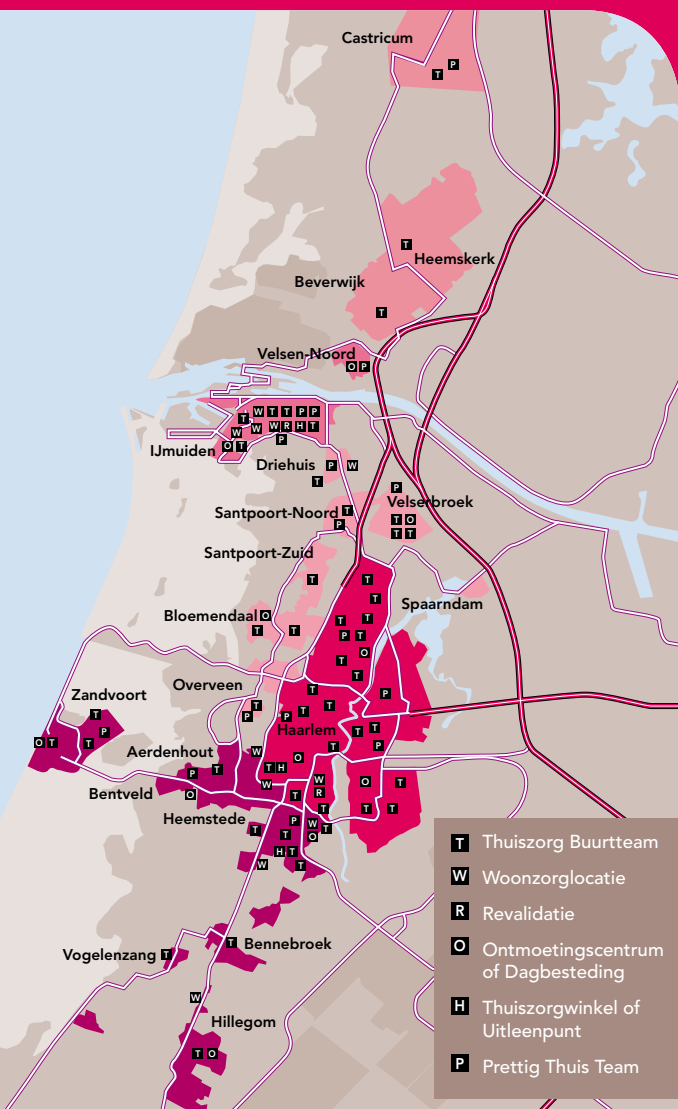 Castricum
P
T
T
Heemskerk
Beverwijk
T
Velsen-Noord
O P
W T T P P
T
W W W R H T
P
O T
IJmuiden
Driehuis P W
T
P
Velserbroek
Santpoort-Noord T
P
T O
T T
Santpoort-Zuid
T
T
T
Spaarndam
Bloemendaal O
T T
T T
P T
O
T
T
Overveen
T
P
Zandvoort
T
P T
P T T
T
P
Haarlem
T T
P
T
O T
T
P
Aerdenhout
W
O
T H
P T
W
W
R
O T
Bentveld O
T
T
T T
Heemstede
P W T
T
T
O
H T
W T
T
Bennebroek
Vogelenzang T
W
Hillegom
T O
T Thuiszorg Buurtteam
W Woonzorglocatie
R Revalidatie
O Ontmoetingscentrum
of Dagbesteding
H Thuiszorgwinkel of
Uitleenpunt
P Prettig Thuis Team